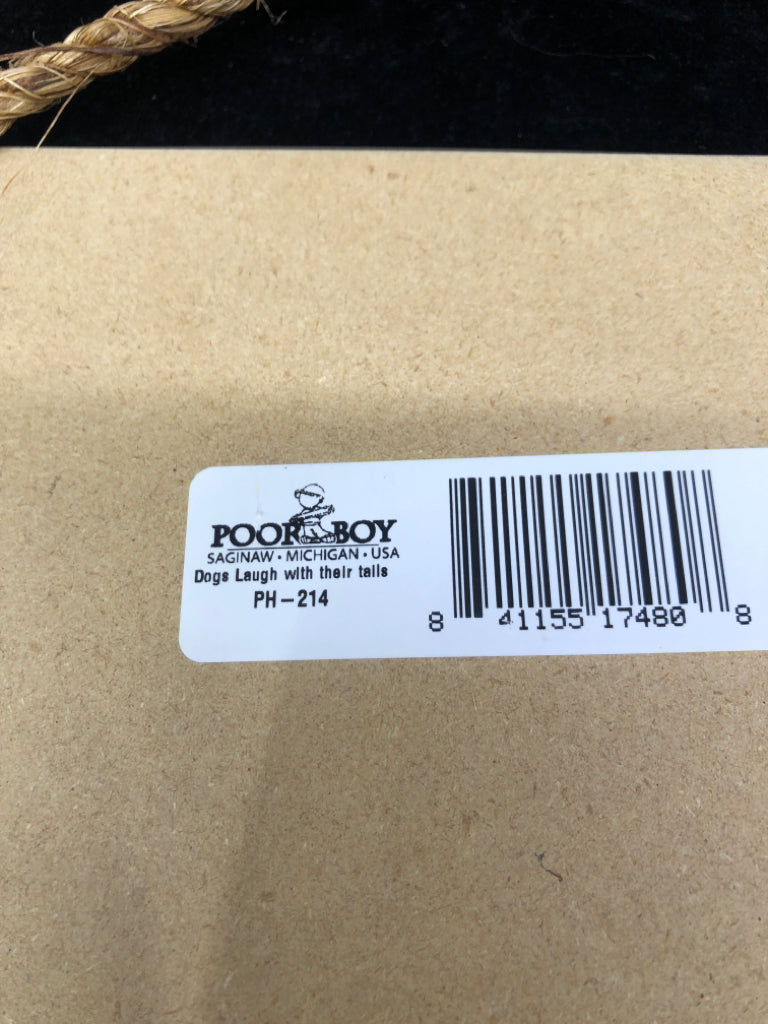 POOR BOY
SAGINAW • MICHIGAN • USA
Dogs Laugh with their tails
PH-214
8 41155 17480 8